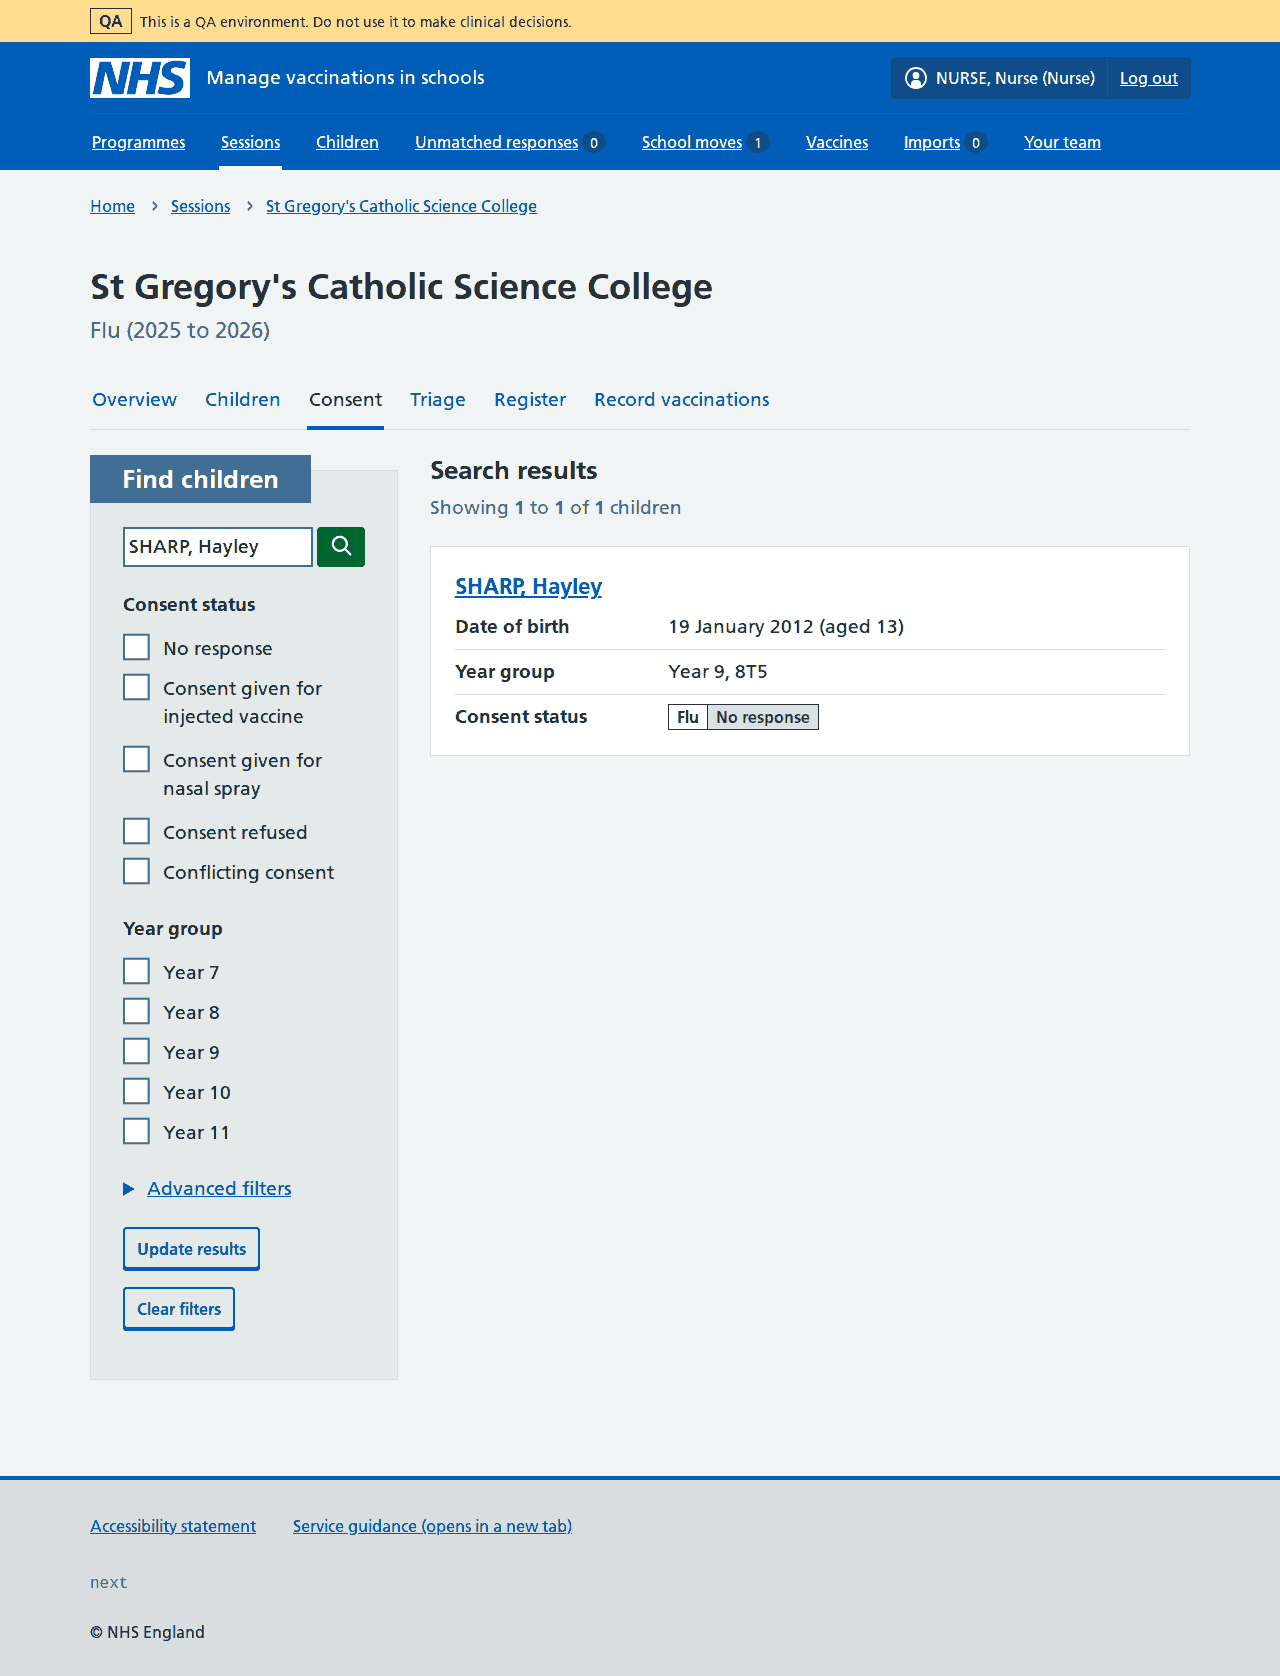 QA This is a QA environment. Do not use it to make clinical decisions.
NHS Manage vaccinations in schools NURSE, Nurse (Nurse) Log out
Programmes Sessions Children Unmatched responses 0 School moves 1 Vaccines Imports 0 Your team
Home Sessions St Gregory's Catholic Science College
St Gregory's Catholic Science College
Flu (2025 to 2026)
Overview Children Consent Triage Register Record vaccinations
Find children
SHARP, Hayley
Consent status
No response
Consent given for
injected vaccine
Consent given for
nasal spray
Consent refused
Conflicting consent
Year group
Year 7
Year 8
Year 9
Year 10
Year 11
Advanced filters
Update results
Clear filters
Search results
Showing 1 to 1 of 1 children
SHARP, Hayley
Date of birth 19 January 2012 (aged 13)
Year group Year 9, 8T5
Consent status Flu No response
Accessibility statement Service guidance (opens in a new tab)
next
© NHS England